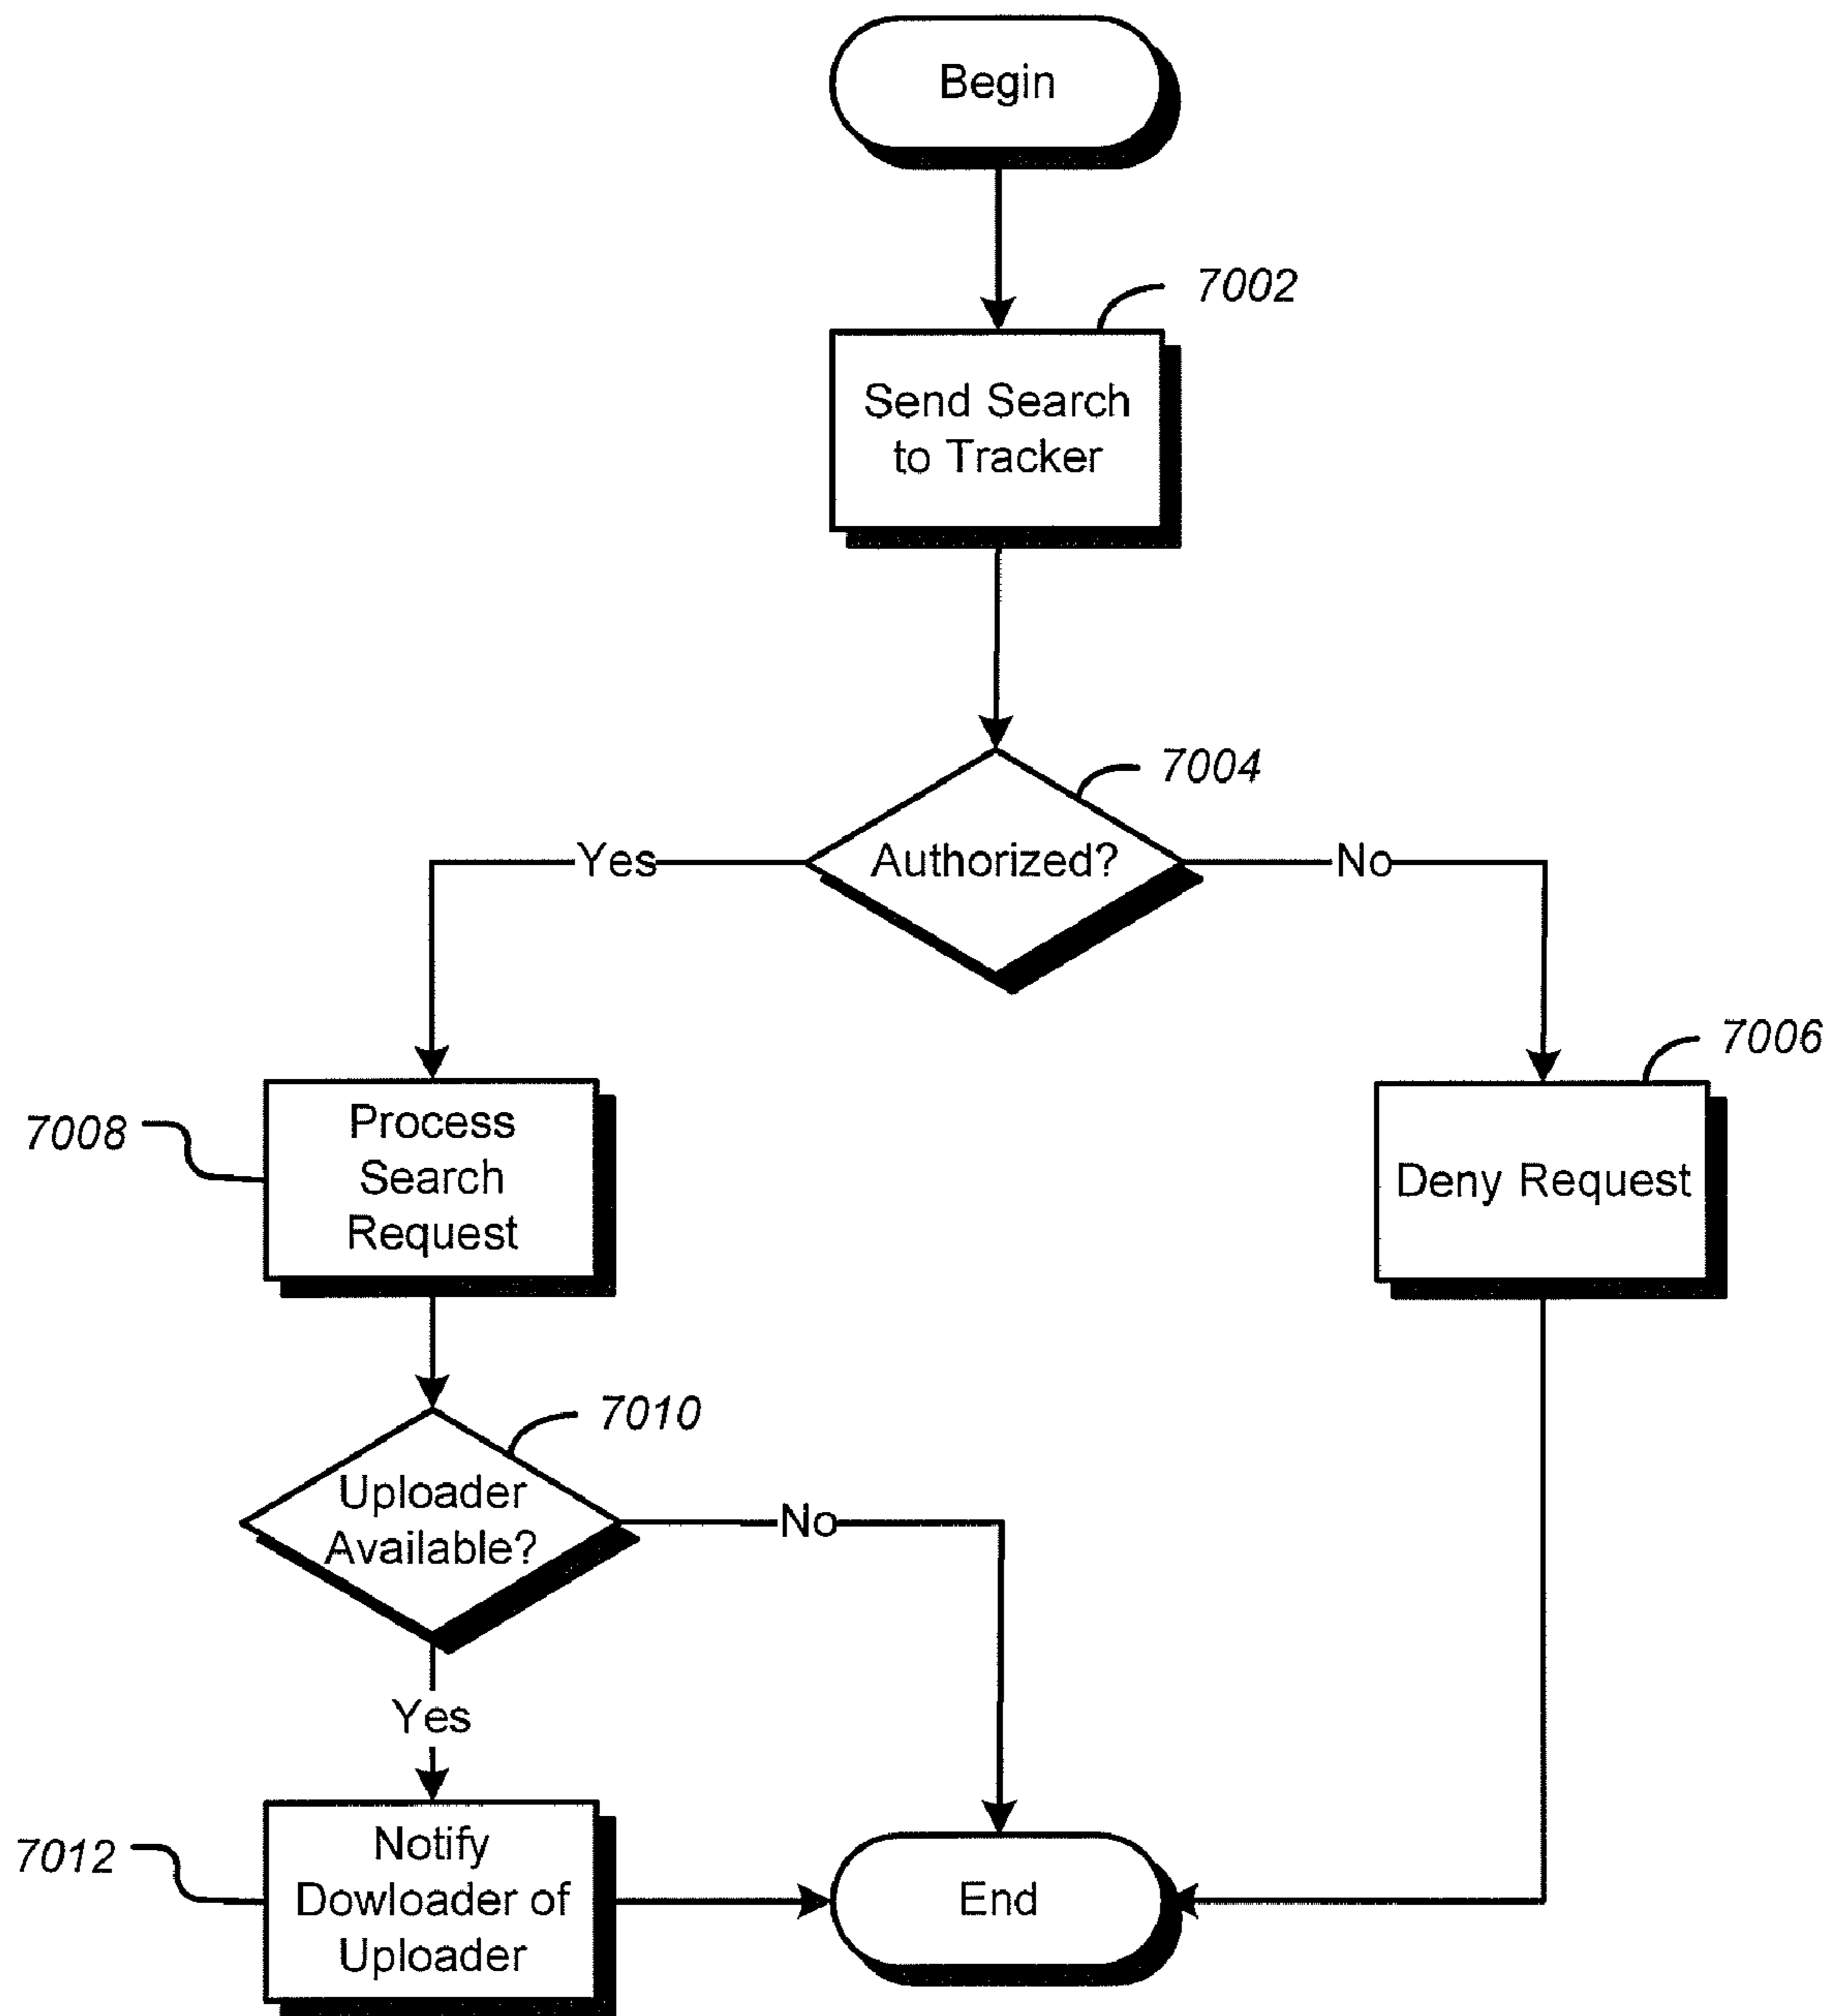 Begin
7002
Send Search
to Tracker
7004
Authorized?
Yes
No
7006
7008
Process
Search
Request
Deny Request
7010
Uploader
Available?
No
Yes
7012
Notify
Dowloader of
Uploader
End